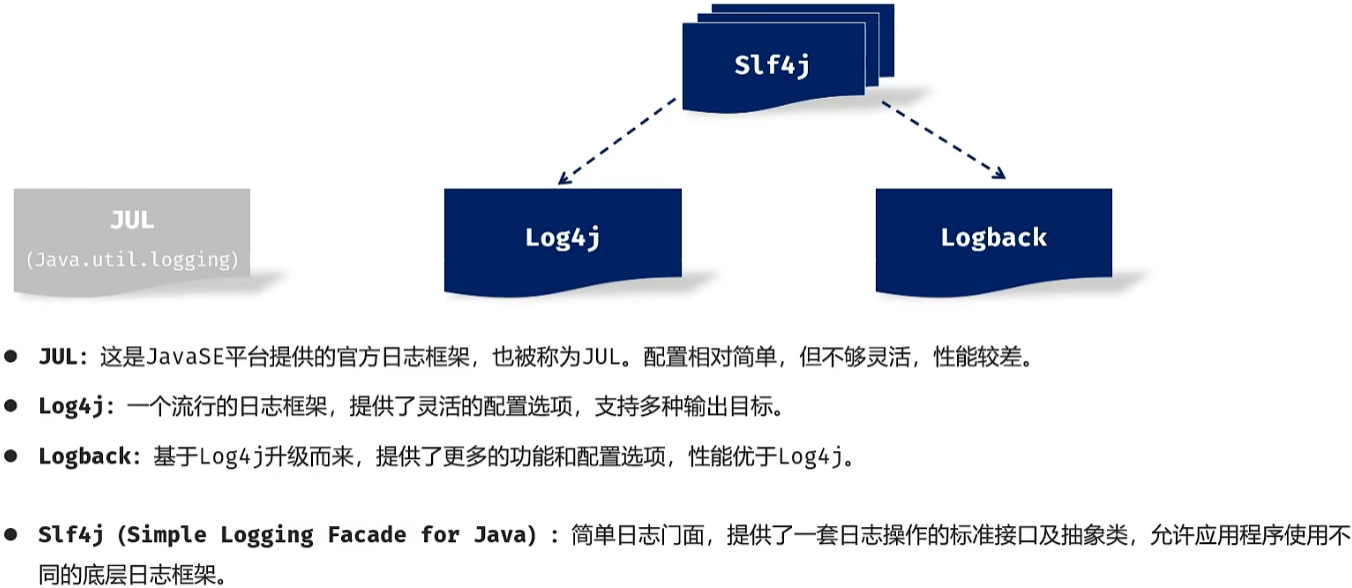 Slf4j
JUL
(Java.util.logging)
Log4j
Logback
● JUL：这是JavaSE平台提供的官方日志框架，也被称为JUL。配置相对简单，但不够灵活，性能较差。
● Log4j：一个流行的日志框架，提供了灵活的配置选项，支持多种输出目标。
● Logback：基于Log4j升级而来，提供了更多的功能和配置选项，性能优于Log4j。
● Slf4j（Simple Logging Facade for Java）：简单日志门面，提供了一套日志操作的标准接口及抽象类，允许应用程序使用不
同的底层日志框架。